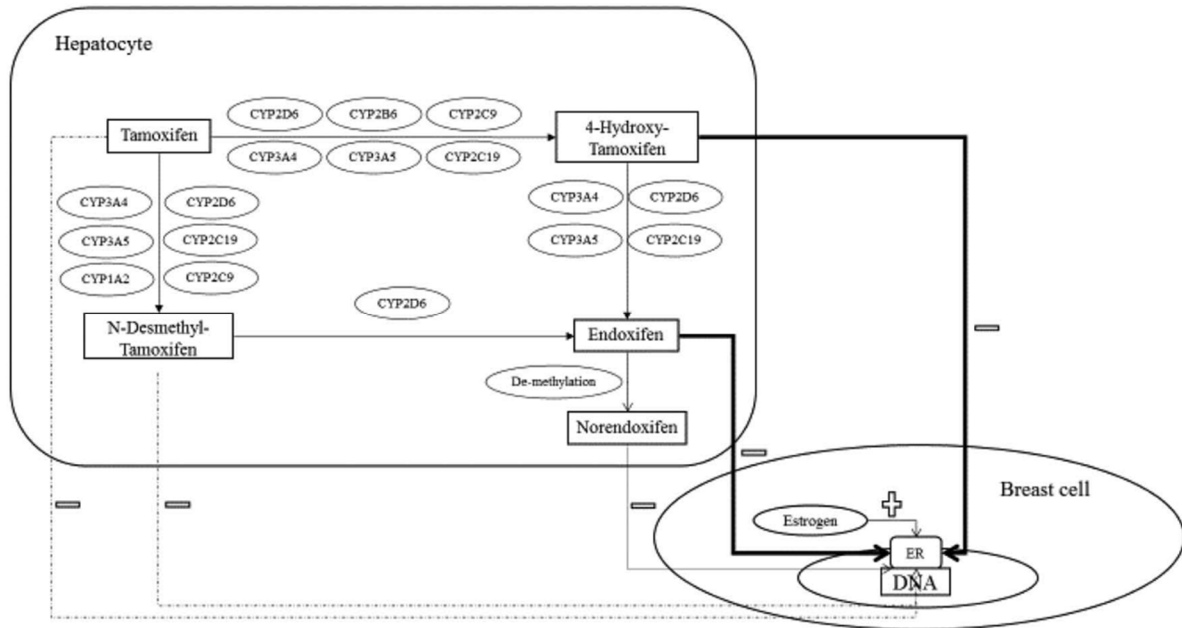 Hepatocyte
CYP2D6 CYP2B6 CYP2C9
Tamoxifen
4-Hydroxy-
Tamoxifen
CYP3A4 CYP3A5 CYP2C19
CYP3A4 CYP2D6
CYP3A5 CYP2C19
CYP1A2 CYP2C9
CYP3A4 CYP2D6
CYP3A5 CYP2C19
CYP2D6
N-Desmethyl-
Tamoxifen
Endoxifen
De-methylation
Norendoxifen
Breast cell
Estrogen
ER
DNA